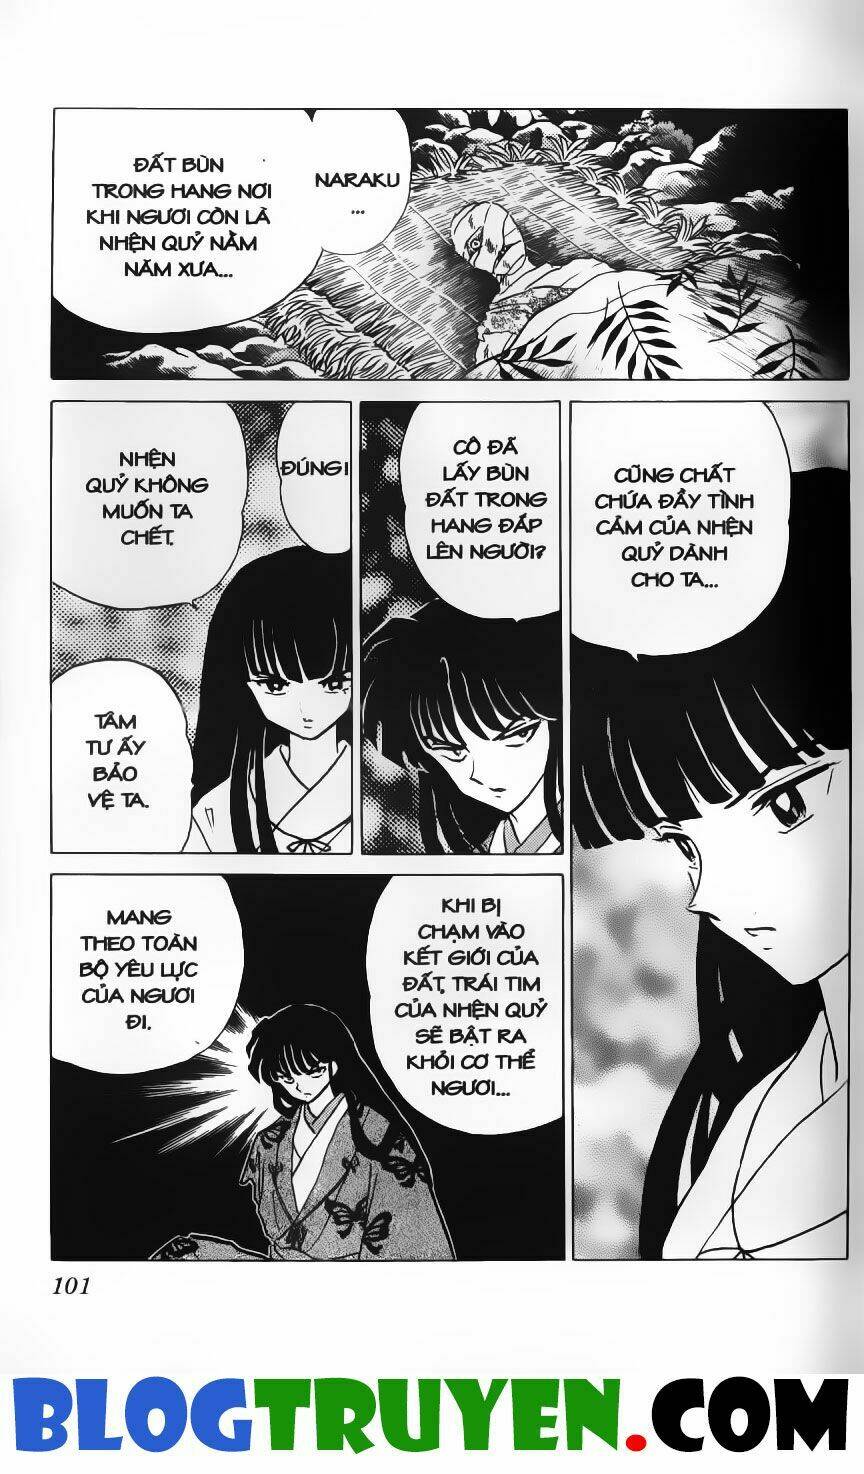 NARAKU
...
ĐẤT BÙN
TRONG HANG NƠI
KHI NGƯƠI CÒN LÀ
NHỆN QUỶ NẰM
NĂM XƯA...
CŨNG CHẤT
CHỨA ĐẦY TÌNH
CẢM CỦA NHỆN
QUỶ DÀNH
CHO TA...
CÔ ĐÃ
LẤY BÙN
ĐẤT TRONG
HANG ĐẮP
LÊN NGƯỜI?
ĐÚNG!
NHỆN
QUỶ KHÔNG
MUỐN TA
CHẾT.
TÂM
TƯ ẤY
BẢO
VỆ TA.
KHI BỊ
CHẠM VÀO
KẾT GIỚI CỦA
ĐẤT, TRÁI TIM
CỦA NHỆN QUỶ
SẼ BẬT RA
KHỎI CƠ THỂ
NGƯƠI...
MANG
THEO TOÀN
BỘ YÊU LỰC
CỦA NGƯƠI
ĐI.
101
BLOGTRUYEN.COM